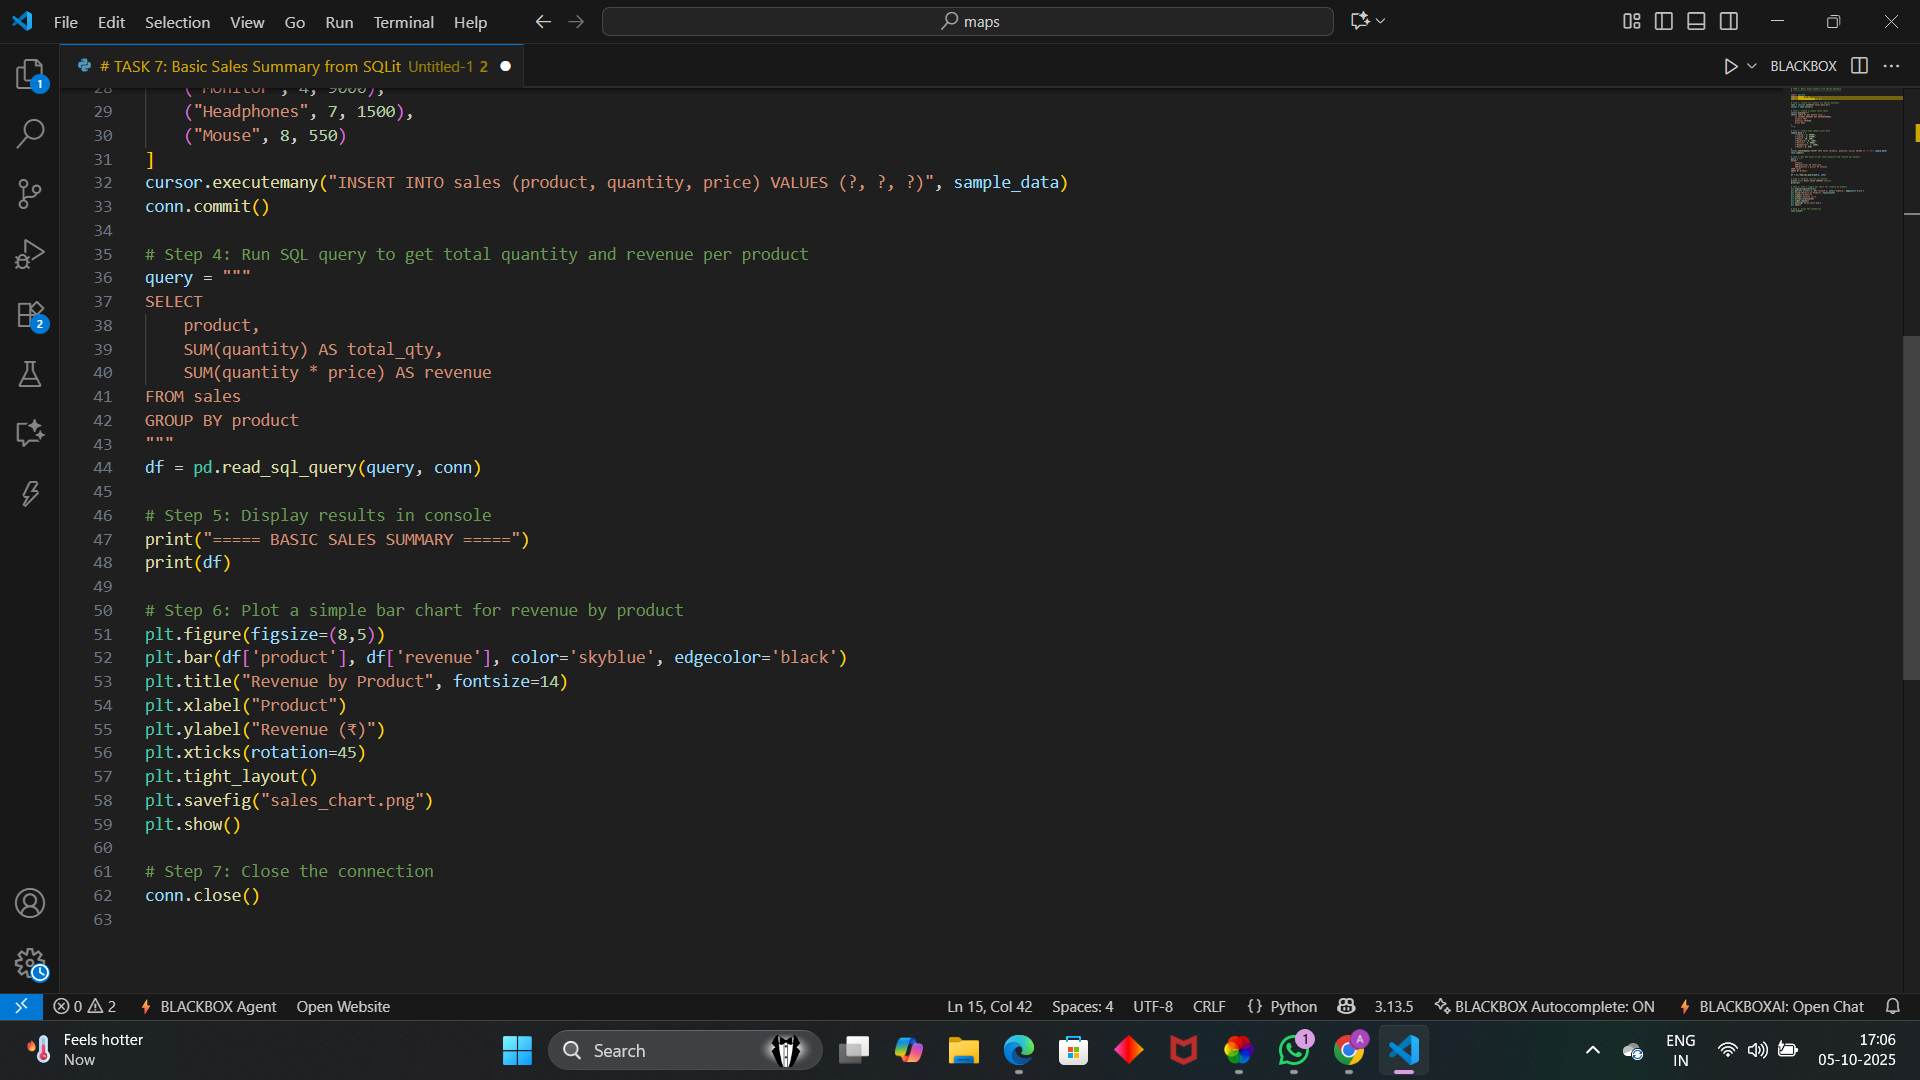 File Edit Selection View Go Run Terminal Help
maps
# TASK 7: Basic Sales Summary from SQLit Untitled-1 2
BLACKBOX
1
2
28 ("Monitor", 4, 9000),
29 ("Headphones", 7, 1500),
30 ("Mouse", 8, 550)
31 ]
32 cursor.executemany("INSERT INTO sales (product, quantity, price) VALUES (?, ?, ?)", sample_data)
33 conn.commit()
34
35 # Step 4: Run SQL query to get total quantity and revenue per product
36 query = """
37 SELECT
38 product,
39 SUM(quantity) AS total_qty,
40 SUM(quantity * price) AS revenue
41 FROM sales
42 GROUP BY product
43 """
44 df = pd.read_sql_query(query, conn)
45
46 # Step 5: Display results in console
47 print("===== BASIC SALES SUMMARY =====")
48 print(df)
49
50 # Step 6: Plot a simple bar chart for revenue by product
51 plt.figure(figsize=(8,5))
52 plt.bar(df['product'], df['revenue'], color='skyblue', edgecolor='black')
53 plt.title("Revenue by Product", fontsize=14)
54 plt.xlabel("Product")
55 plt.ylabel("Revenue (₹)")
56 plt.xticks(rotation=45)
57 plt.tight_layout()
58 plt.savefig("sales_chart.png")
59 plt.show()
60
61 # Step 7: Close the connection
62 conn.close()
63
0 2 BLACKBOX Agent Open Website Ln 15, Col 42 Spaces: 4 UTF-8 CRLF {} Python 3.13.5 BLACKBOX Autocomplete: ON BLACKBOXAI: Open Chat
Feels hotter
Now
Search
1
A
ENG
IN
17:06
05-10-2025